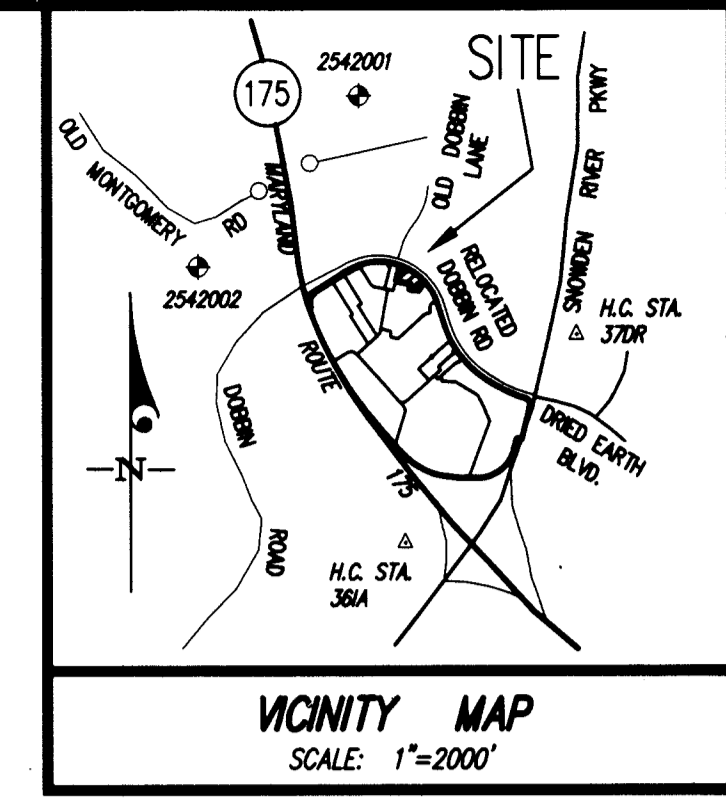 SITE
2542001
175
OLD MONTGOMERY RD
MARYLAND
OLD DOBBIN
LANE
SNOWDEN RIVER PKWY
2542002
RELOCATED
DOBBIN RD
H.C. STA.
37DR
ROUTE
DOBBIN
DRIED EARTH
BLVD.
N
175
ROAD
H.C. STA.
361A
VICINITY MAP
SCALE: 1"=2000'